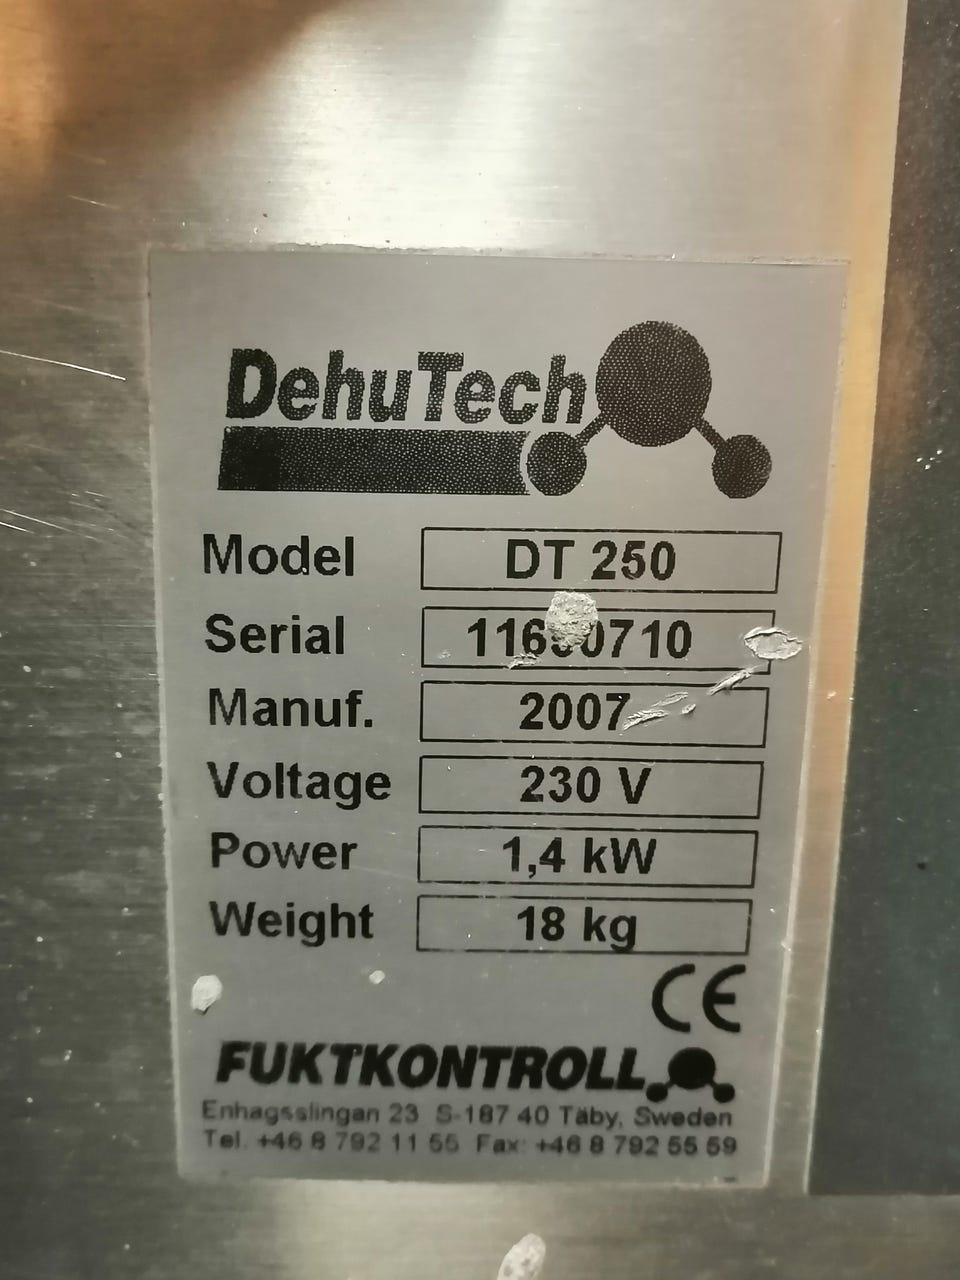 DehuTech
Model DT 250
Serial
Manuf. 2007
Voltage 230 V
Power 1,4 kW
Weight 18 kg
CE
FUKTKONTROLL
Enhagsslingan 23 S-187 40 Täby, Sweden
Tel. +46 8 792 11 55 Fax: +46 8 792 55 59